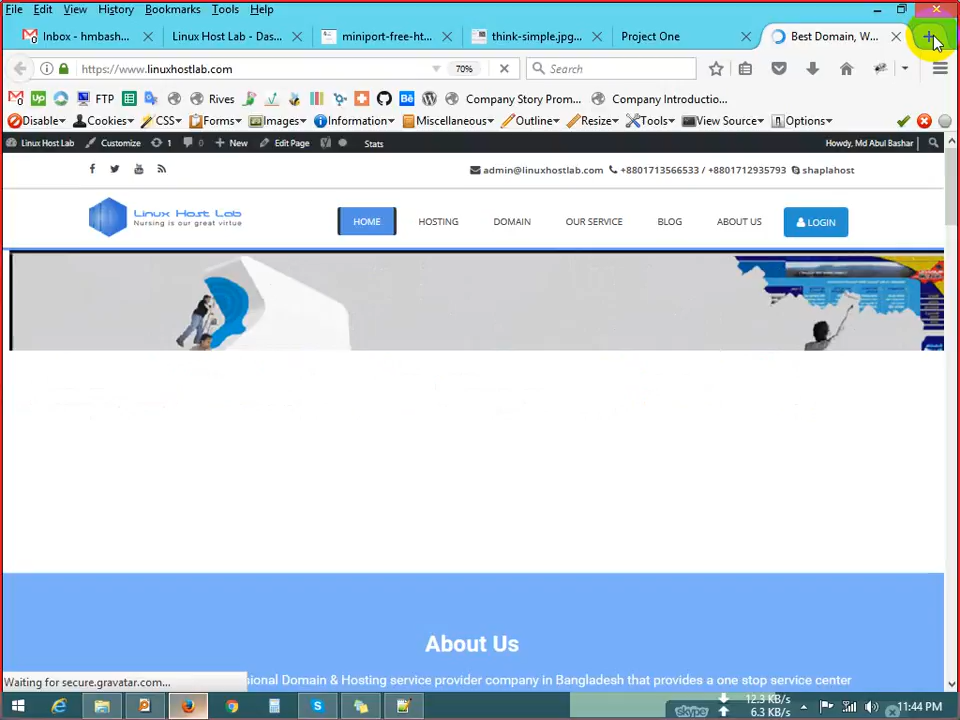 File Edit View History Bookmarks Tools Help
Inbox - hmbash... Linux Host Lab - Das... miniport-free-ht... think-simple.jpg... Project One Best Domain, W...
https://www.linuxhostlab.com 70% Search
FTP Rives Company Story Prom... Company Introductio...
Disable Cookies CSS Forms Images Information Miscellaneous Outline Resize Tools View Source Options
Linux Host Lab Customize 1 0 New Edit Page Stats Howdy, Md Abul Bashar
admin@linuxhostlab.com +8801713566533 / +8801712935793 shaplahost
Linux Host Lab
Nursing is our great virtue
HOME HOSTING DOMAIN OUR SERVICE BLOG ABOUT US LOGIN
About Us
ional Domain & Hosting service provider company in Bangladesh that provides a one stop service center
Waiting for secure.gravatar.com...
skype 12.3 KB/s
6.3 KB/s
11:44 PM